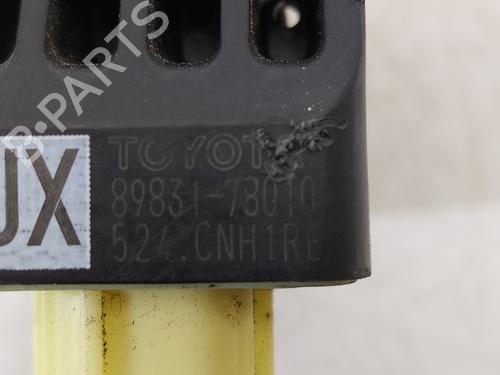 B-PARTS
UX
TOYOTA
89831-78010
524.CNH1RE